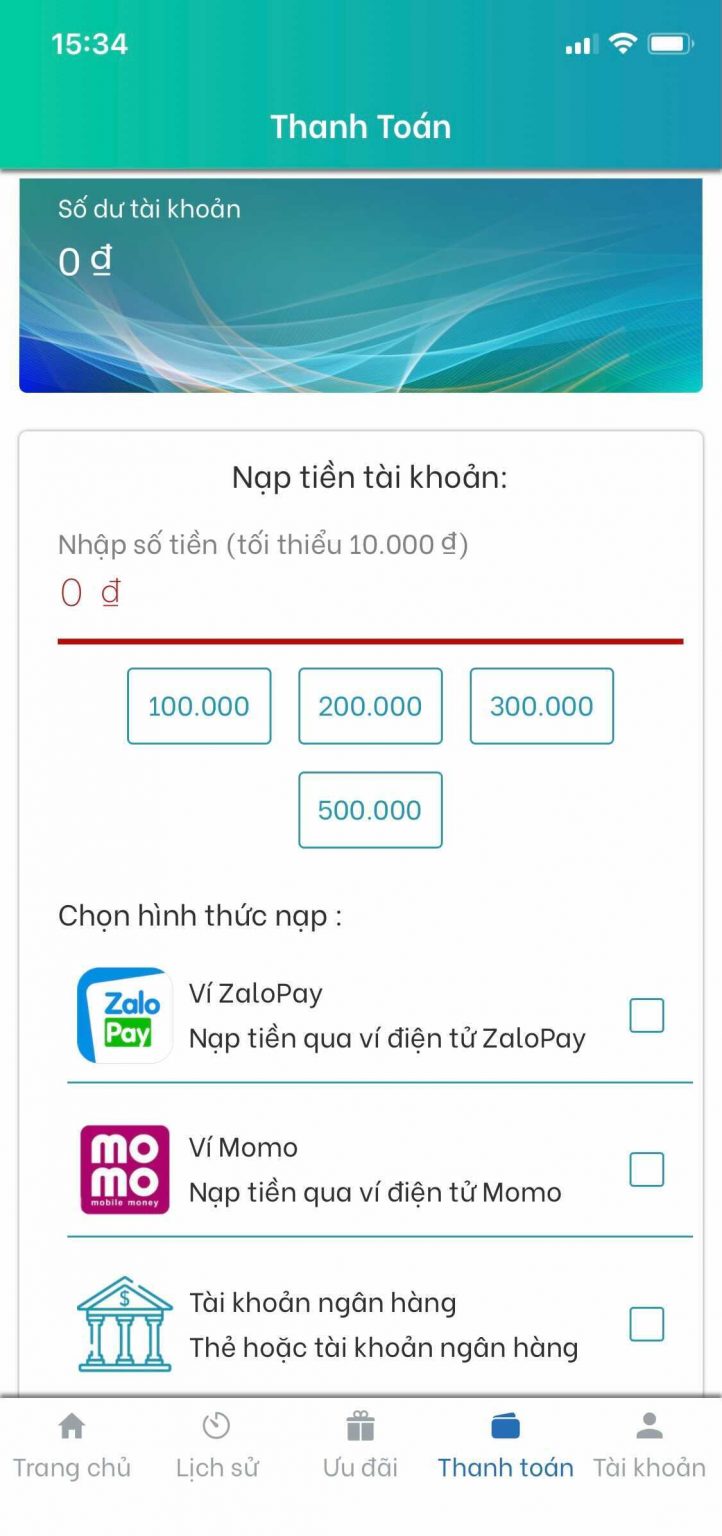 15:34
Thanh Toán
Số dư tài khoản
0 ₫
Nạp tiền tài khoản:
Nhập số tiền (tối thiểu 10.000 ₫)
0 ₫
100.000 200.000 300.000
500.000
Chọn hình thức nạp :
Zalo
Pay
Ví ZaloPay
Nạp tiền qua ví điện tử ZaloPay
mo
mo
mobile money
Ví Momo
Nạp tiền qua ví điện tử Momo
$
Tài khoản ngân hàng
Thẻ hoặc tài khoản ngân hàng
Trang chủ Lịch sử Ưu đãi Thanh toán Tài khoản